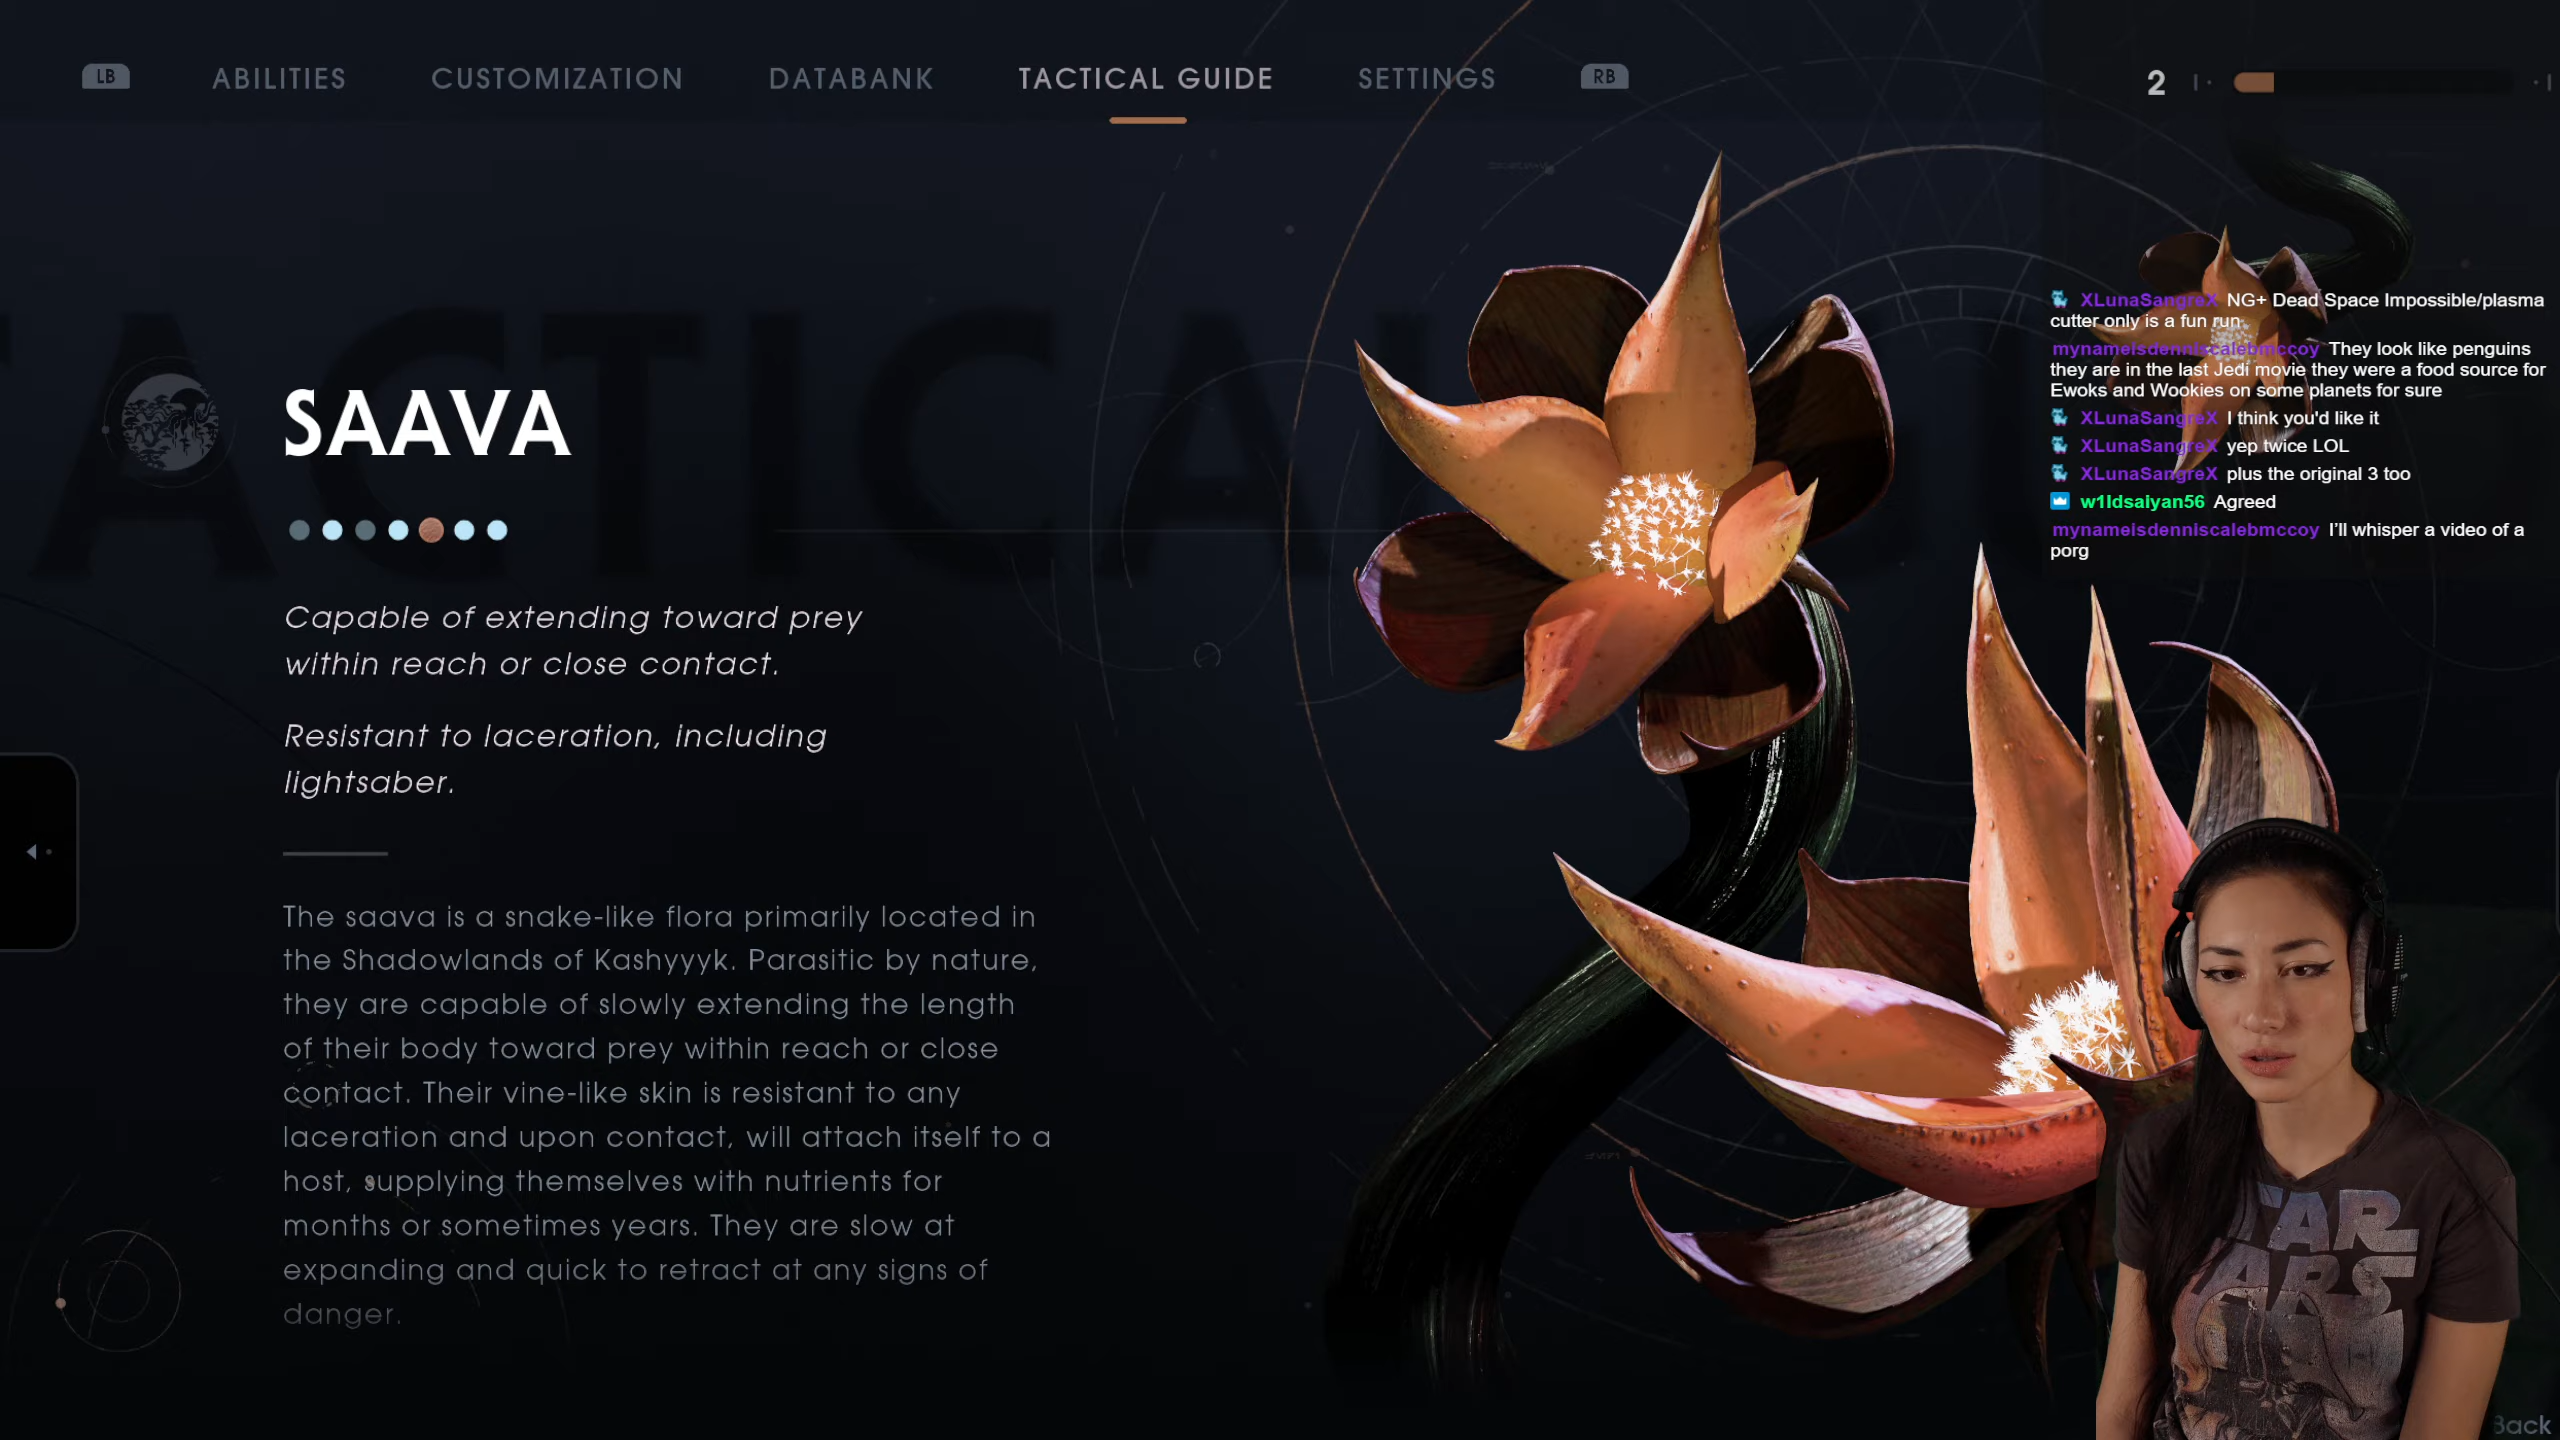 LB ABILITIES CUSTOMIZATION DATABANK TACTICAL GUIDE SETTINGS RB 2
TACTICAL
SAAVA
Capable of extending toward prey
within reach or close contact.
Resistant to laceration, including
lightsaber.
The saava is a snake-like flora primarily located in
the Shadowlands of Kashyyyk. Parasitic by nature,
they are capable of slowly extending the length
of their body toward prey within reach or close
contact. Their vine-like skin is resistant to any
laceration and upon contact, will attach itself to a
host, supplying themselves with nutrients for
months or sometimes years. They are slow at
expanding and quick to retract at any signs of
danger.
XLunaSangreX NG+ Dead Space Impossible/plasma
cutter only is a fun run
mynameisdenniscalebmccoy They look like penguins
they are in the last Jedi movie they were a food source for
Ewoks and Wookies on some planets for sure
XLunaSangreX I think you'd like it
XLunaSangreX yep twice LOL
XLunaSangreX plus the original 3 too
w1ldsaiyan56 Agreed
mynameisdenniscalebmccoy I'll whisper a video of a
porg
TAR
ARS
Back